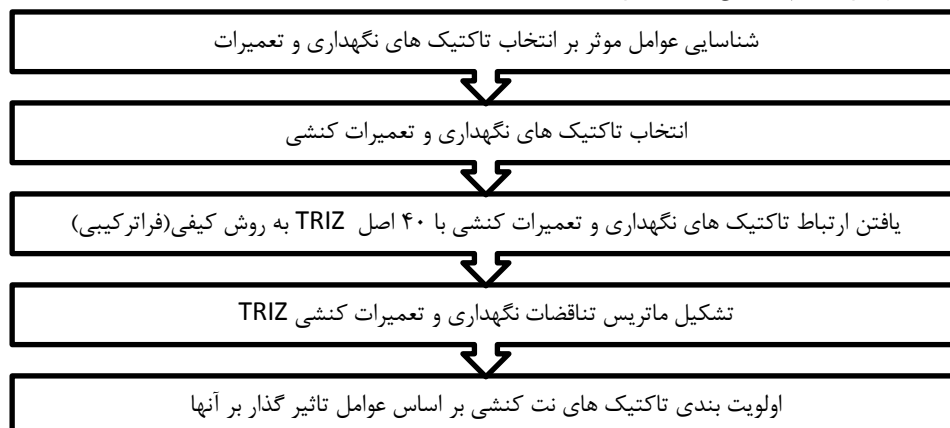 شناسایی عوامل موثر بر انتخاب تاکتیک های نگهداری و تعمیرات
انتخاب تاکتیک های نگهداری و تعمیرات کنشی
یافتن ارتباط تاکتیک های نگهداری و تعمیرات کنشی با ۴۰ اصل TRIZ به روش کیفی(فراترکیبی)
تشکیل ماتریس تناقضات نگهداری و تعمیرات کنشی TRIZ
اولویت بندی تاکتیک های نت کنشی بر اساس عوامل تاثیر گذار بر آنها